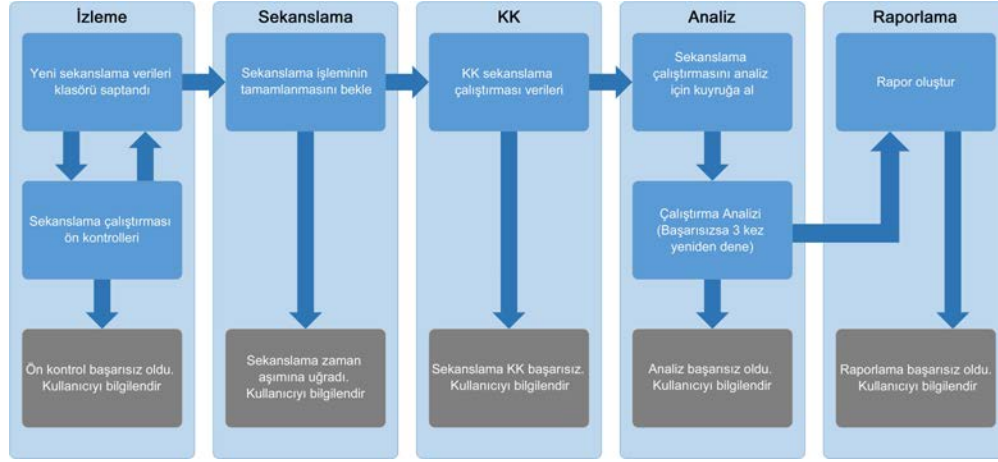 İzleme
Yeni sekanslama verileri
klasörü saptandı
Sekanslama çalıştırması
ön kontrolleri
Ön kontrol başarısız oldu.
Kullanıcıyı bilgilendir
Sekanslama
Sekanslama işleminin
tamamlanmasını bekle
Sekanslama zaman
aşımına uğradı.
Kullanıcıyı bilgilendir
KK
KK sekanslama
çalıştırması verileri
Sekanslama KK başarısız.
Kullanıcıyı bilgilendir
Analiz
Sekanslama
çalıştırmasını analiz
için kuyruğa al
Çalıştırma Analizi
(Başarısızsa 3 kez
yeniden dene)
Analiz başarısız oldu.
Kullanıcıyı bilgilendir
Raporlama
Rapor oluştur
Raporlama başarısız oldu.
Kullanıcıyı bilgilendir